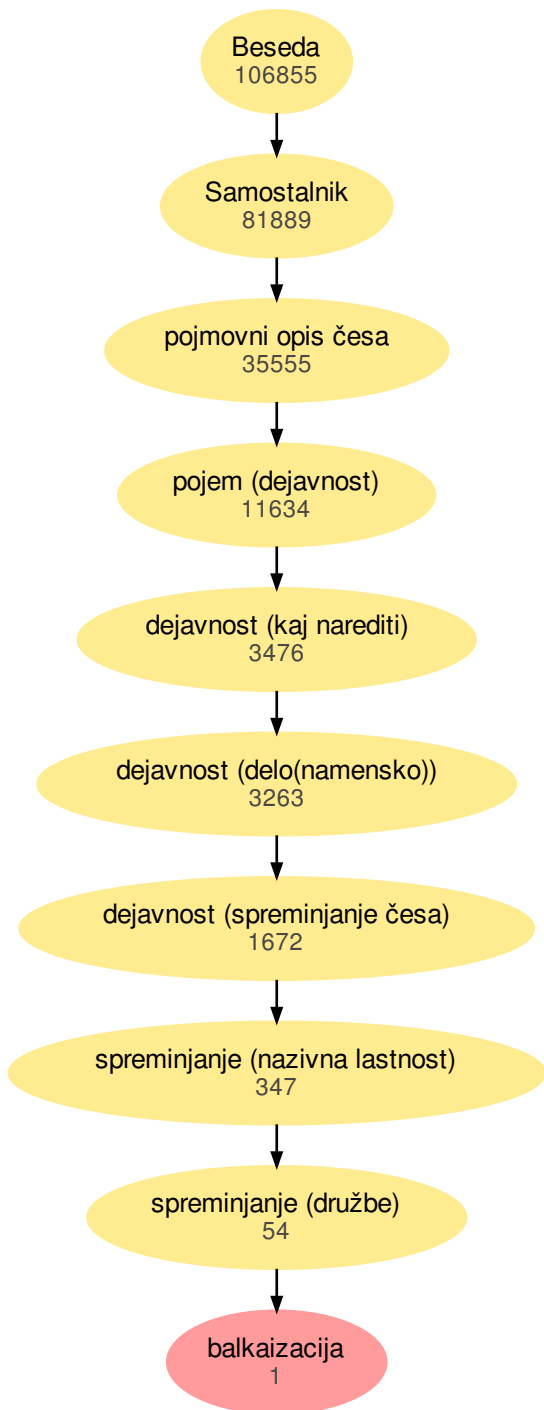 Beseda
106855
Samostalnik
81889
pojmovni opis česa
35555
pojem (dejavnost)
11634
dejavnost (kaj narediti)
3476
dejavnost (delo(namensko))
3263
dejavnost (spreminjanje česa)
1672
spreminjanje (nazivna lastnost)
347
spreminjanje (družbe)
54
balkaizacija
1